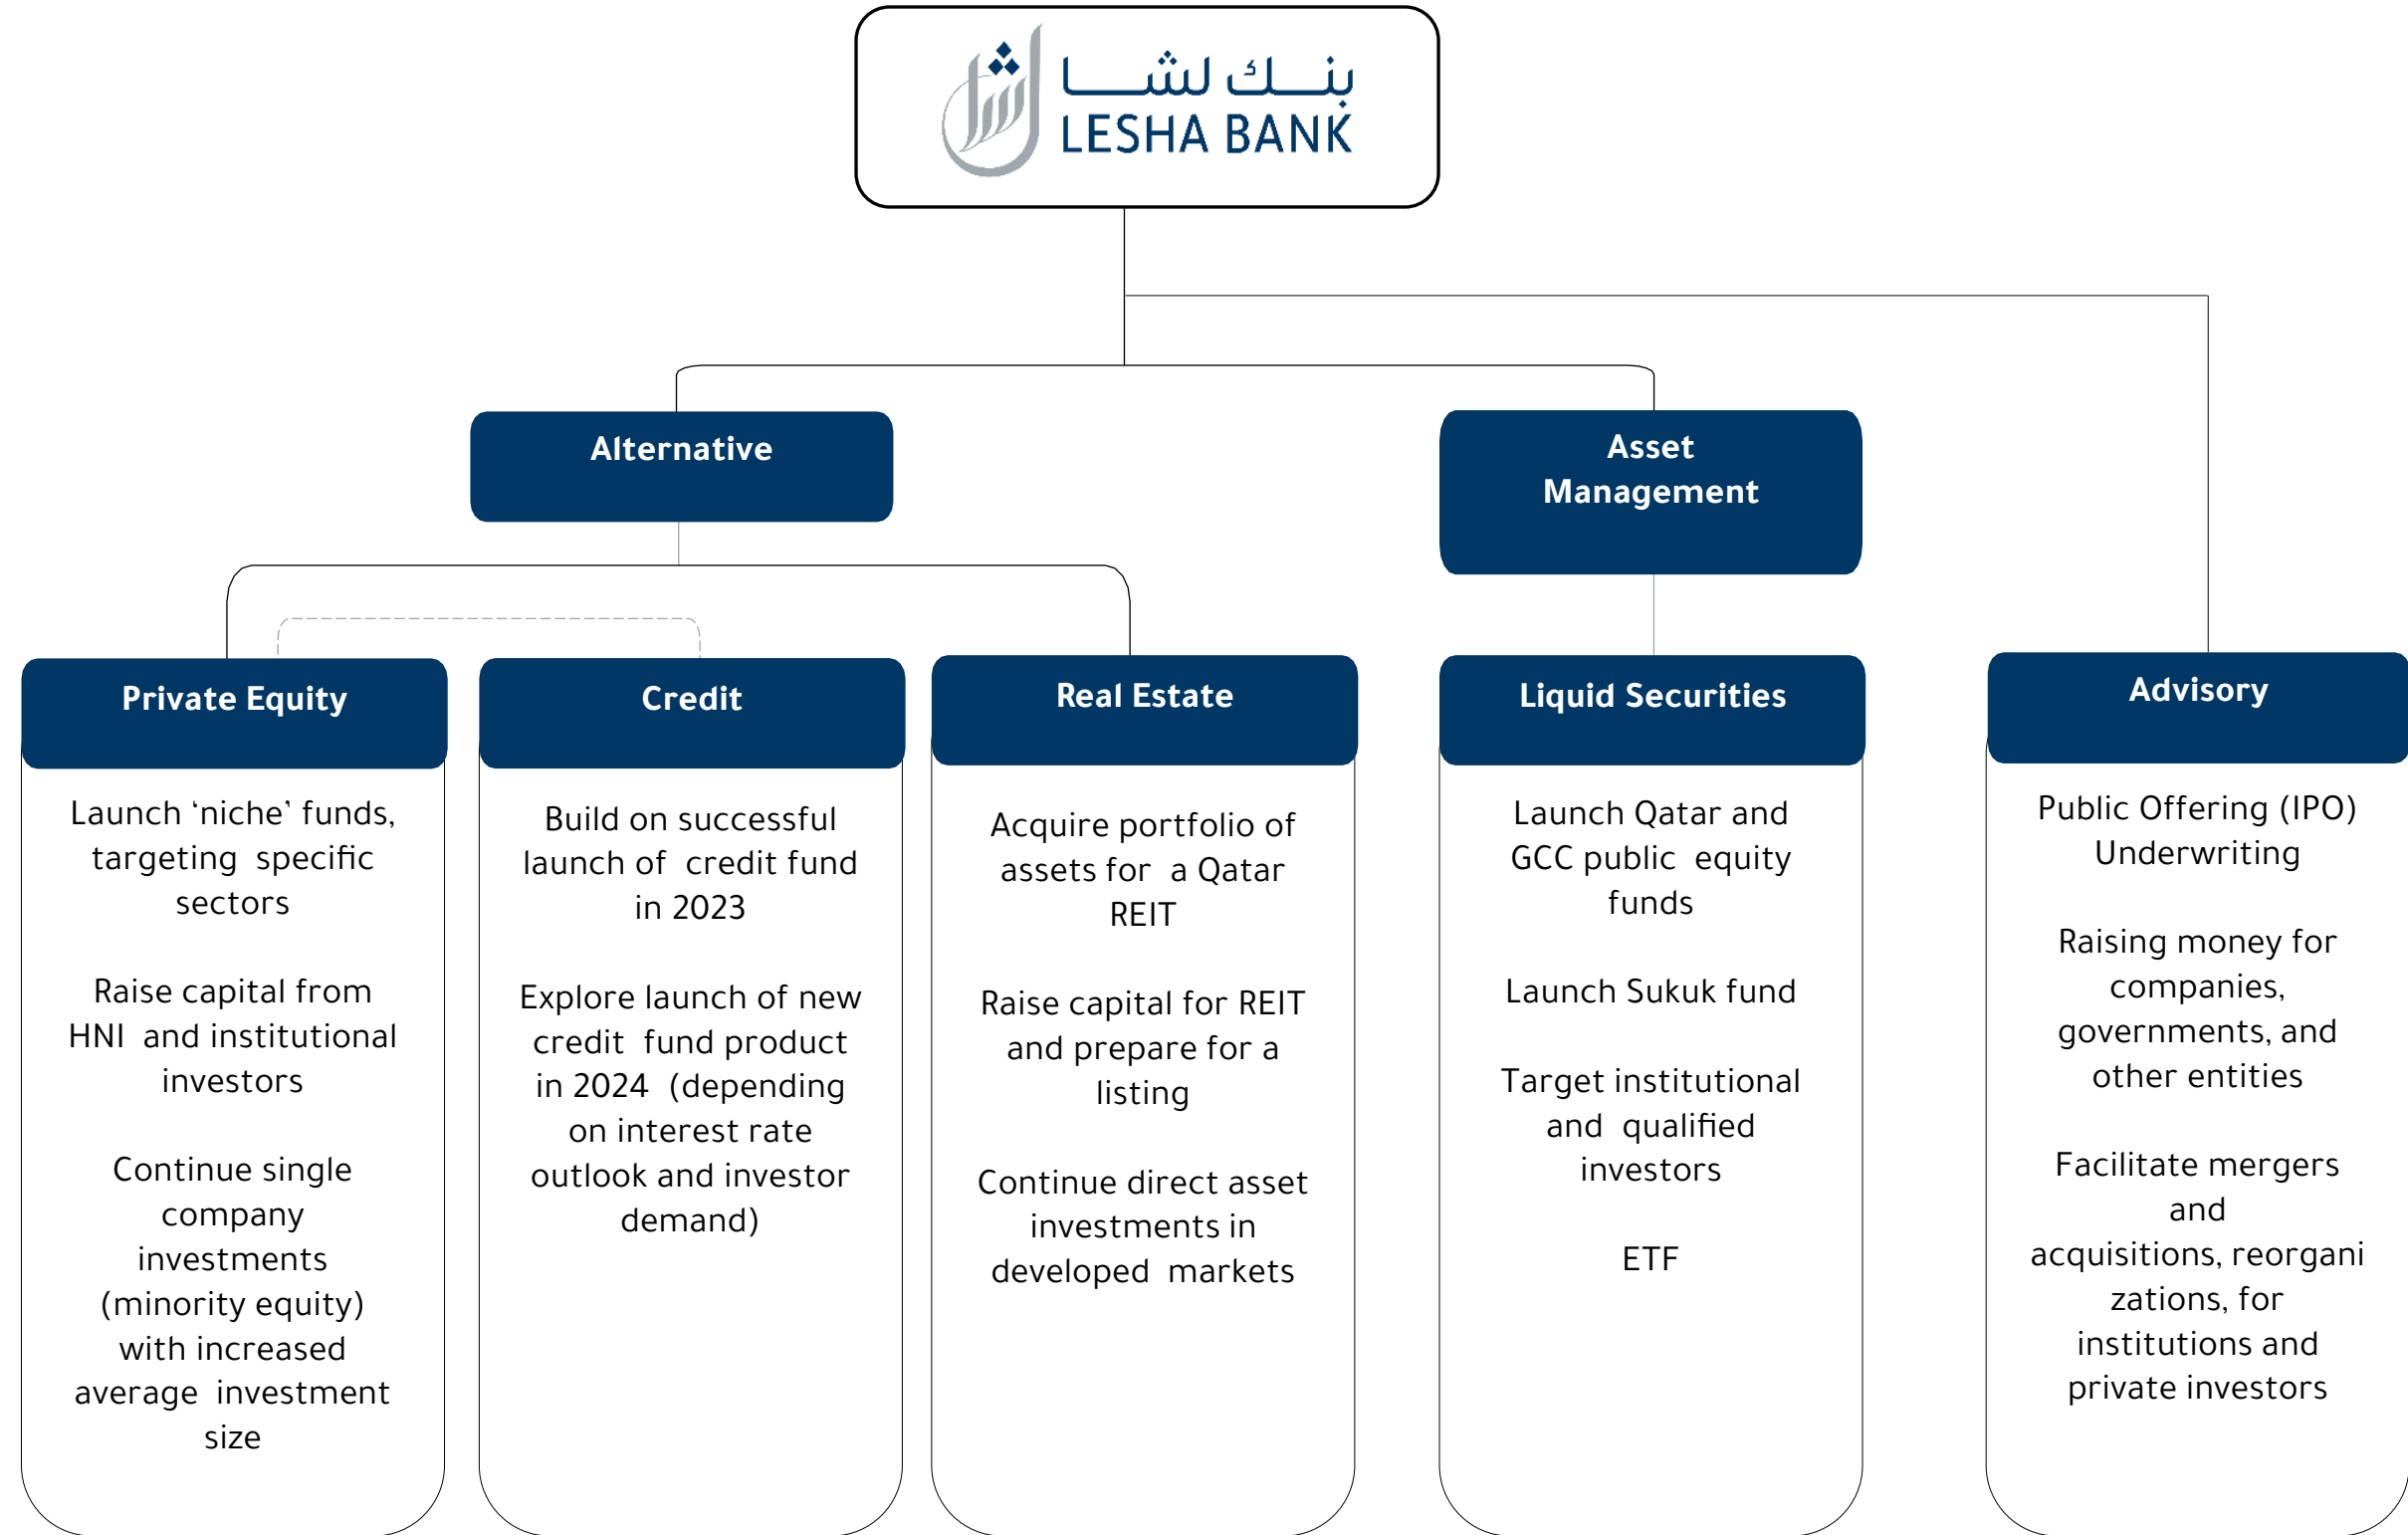 بنك لشا
LESHA BANK
Alternative
Asset
Management
Private Equity
Launch ‘niche’ funds,
targeting specific
sectors
Raise capital from
HNI and institutional
investors
Continue single
company
investments
(minority equity)
with increased
average investment
size
Credit
Build on successful
launch of credit fund
in 2023
Explore launch of new
credit fund product
in 2024 (depending
on interest rate
outlook and investor
demand)
Real Estate
Acquire portfolio of
assets for a Qatar
REIT
Raise capital for REIT
and prepare for a
listing
Continue direct asset
investments in
developed markets
Liquid Securities
Launch Qatar and
GCC public equity
funds
Launch Sukuk fund
Target institutional
and qualified
investors
ETF
Advisory
Public Offering (IPO)
Underwriting
Raising money for
companies,
governments, and
other entities
Facilitate mergers
and
acquisitions, reorgani
zations, for
institutions and
private investors